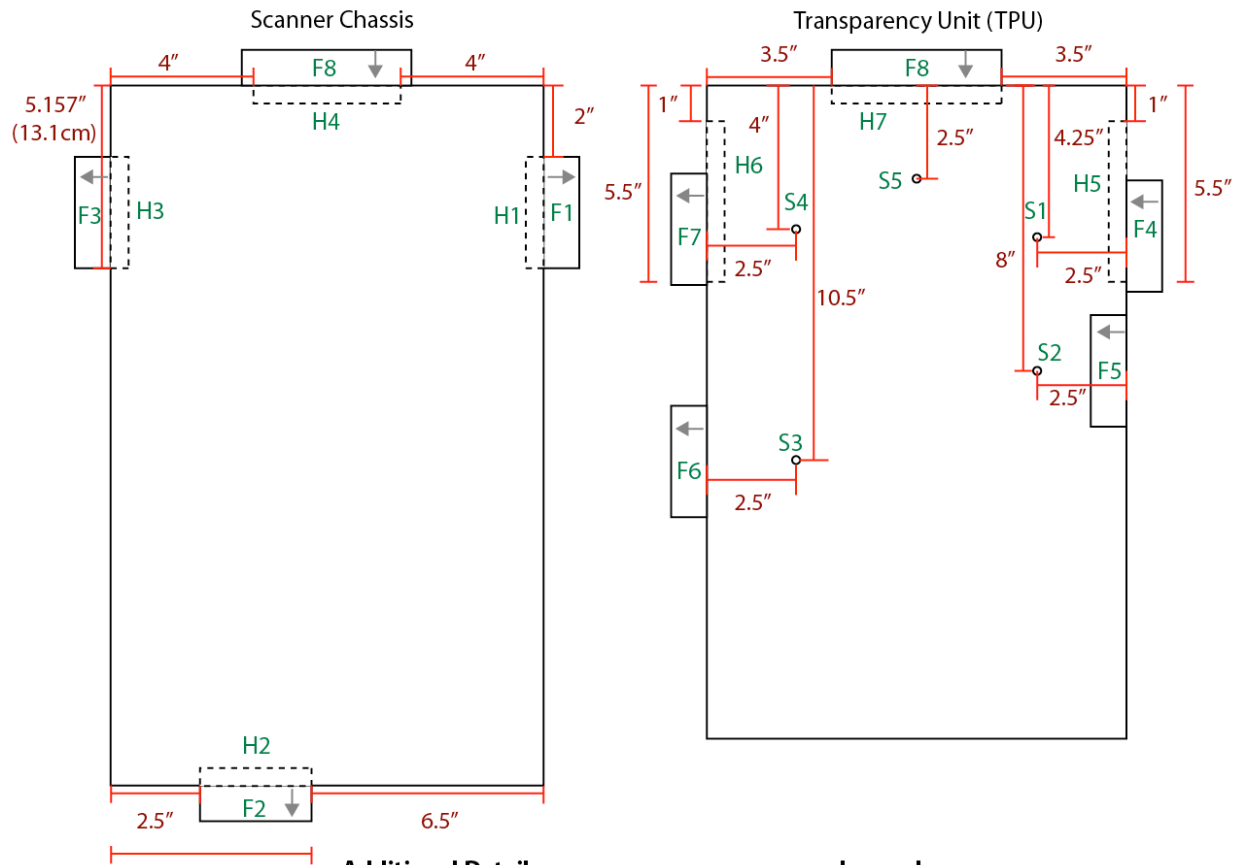 Scanner Chassis
4”
F8
4”
5.157”
(13.1cm)
H4
2”
F3
H3
H1
F1
H2
F2
2.5”
6.5”
Transparency Unit (TPU)
3.5”
F8
3.5”
1”
4”
H7
2.5”
4.25”
1”
5.5”
H6
S5
H5
5.5”
F7
S4
S1
F4
2.5”
8”
2.5”
10.5”
S2
F5
2.5”
F6
S3
2.5”